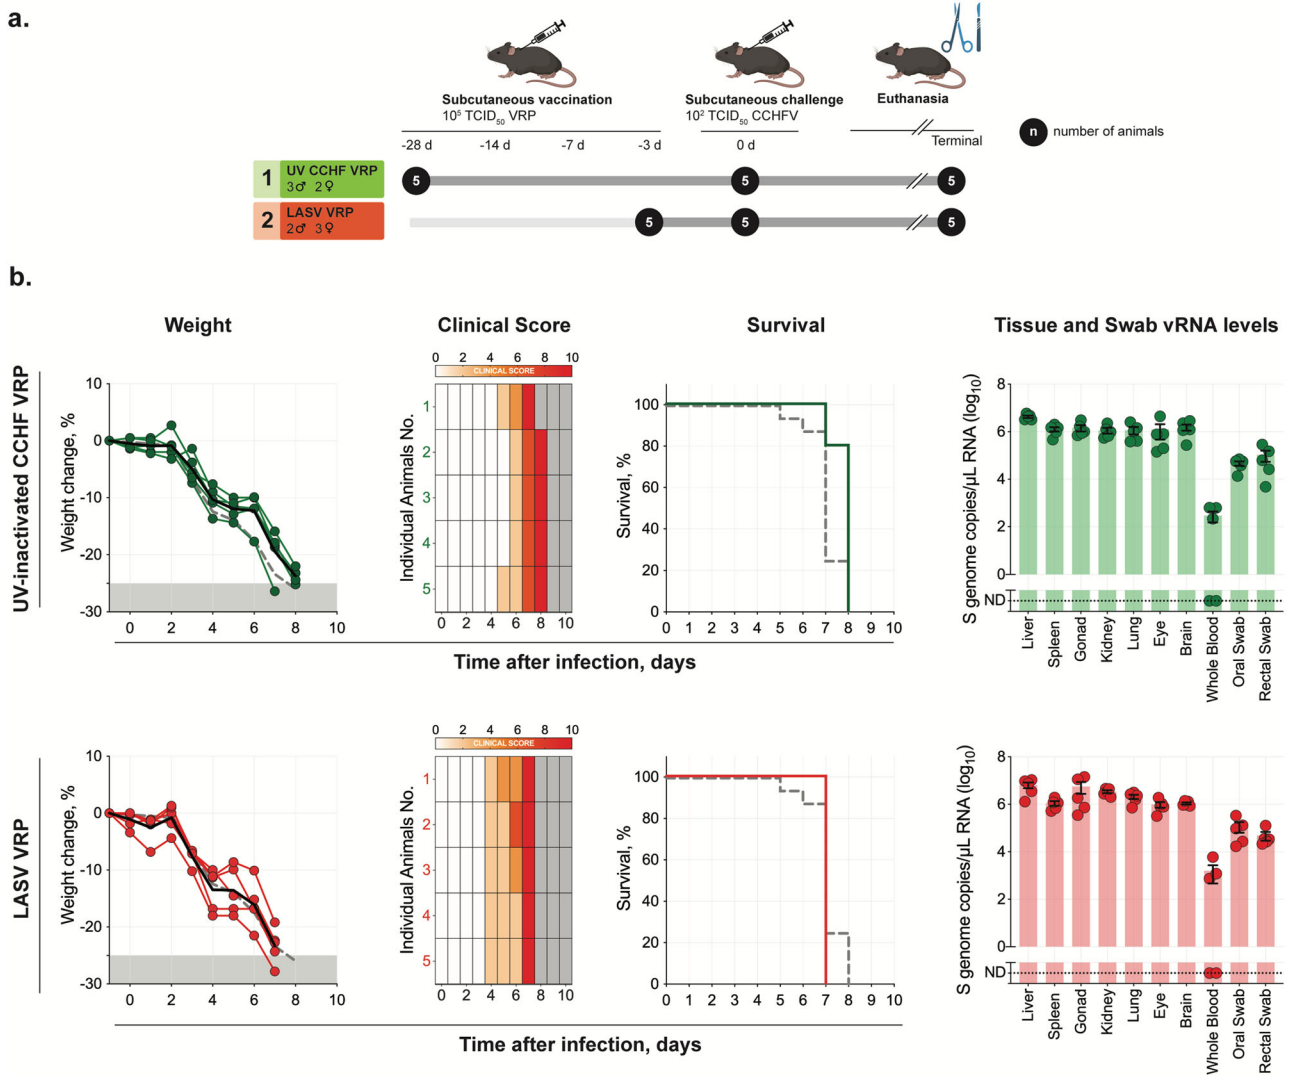 a.
Subcutaneous vaccination
10⁵ TCID₅₀ VRP
Subcutaneous challenge
10² TCID₅₀ CCHFV
Euthanasia
n number of animals
-28 d -14 d -7 d -3 d 0 d Terminal
1 UV CCHF VRP
3♂ 2♀
5 5 5
2 LASV VRP
2♂ 3♀
5 5 5
b.
Weight Clinical Score Survival Tissue and Swab vRNA levels
UV-inactivated CCHF VRP
Weight change, %
10
0
-10
-20
-30
0 2 4 6 8 10
0 2 4 6 8 10
CLINICAL SCORE
Individual Animals No.
1
2
3
4
5
0 2 4 6 8 10
Survival, %
100
80
60
40
20
0
0 1 2 3 4 5 6 7 8 9 10
S genome copies/µL RNA (log₁₀)
8
6
4
2
0
ND
Liver
Spleen
Gonad
Kidney
Lung
Eye
Brain
Whole Blood
Oral Swab
Rectal Swab
Time after infection, days
LASV VRP
Weight change, %
10
0
-10
-20
-30
0 2 4 6 8 10
0 2 4 6 8 10
CLINICAL SCORE
Individual Animals No.
1
2
3
4
5
0 2 4 6 8 10
Survival, %
100
80
60
40
20
0
0 1 2 3 4 5 6 7 8 9 10
S genome copies/µL RNA (log₁₀)
8
6
4
2
0
ND
Liver
Spleen
Gonad
Kidney
Lung
Eye
Brain
Whole Blood
Oral Swab
Rectal Swab
Time after infection, days